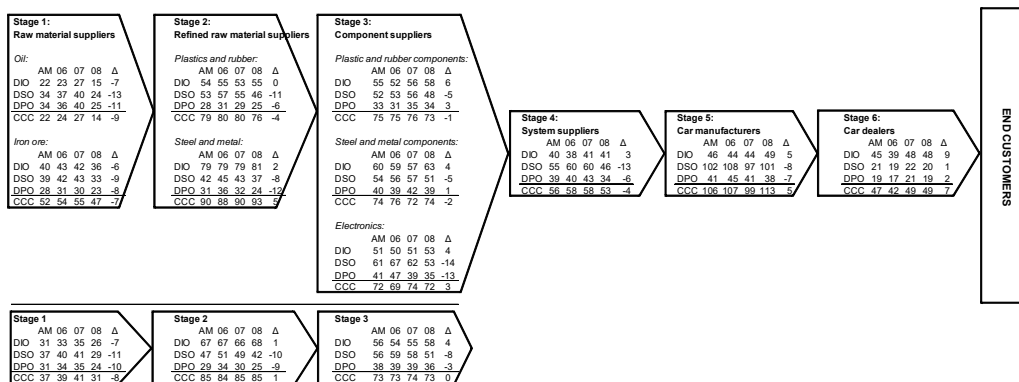 Stage 1:
Raw material suppliers
Oil:
AM 06 07 08 Δ
DIO 22 23 27 15 -7
DSO 34 37 40 24 -13
DPO 34 36 40 25 -11
CCC 22 24 27 14 -9
Iron ore:
AM 06 07 08 Δ
DIO 40 43 42 36 -6
DSO 39 42 43 33 -9
DPO 28 31 30 23 -8
CCC 52 54 55 47 -7
Stage 2:
Refined raw material suppliers
Plastics and rubber:
AM 06 07 08 Δ
DIO 54 55 53 55 0
DSO 53 57 55 46 -11
DPO 28 31 29 25 -6
CCC 79 80 80 76 -4
Steel and metal:
AM 06 07 08 Δ
DIO 79 79 79 81 2
DSO 42 45 43 37 -8
DPO 31 36 32 24 -12
CCC 90 88 90 93 5
Stage 3:
Component suppliers
Plastic and rubber components:
AM 06 07 08 Δ
DIO 55 52 56 58 6
DSO 52 53 56 48 -5
DPO 33 31 35 34 3
CCC 75 75 76 73 -1
Steel and metal components:
AM 06 07 08 Δ
DIO 60 59 57 63 4
DSO 54 56 57 51 -5
DPO 40 39 42 39 1
CCC 74 76 72 74 -2
Electronics:
AM 06 07 08 Δ
DIO 51 50 51 53 4
DSO 61 67 62 53 -14
DPO 41 47 39 35 -13
CCC 72 69 74 72 3
Stage 4:
System suppliers
AM 06 07 08 Δ
DIO 40 38 41 41 3
DSO 55 60 60 46 -13
DPO 39 40 43 34 -6
CCC 56 58 58 53 -4
Stage 5:
Car manufacturers
AM 06 07 08 Δ
DIO 46 44 44 49 5
DSO 102 108 97 101 -8
DPO 41 45 41 38 -7
CCC 106 107 99 113 5
Stage 6:
Car dealers
AM 06 07 08 Δ
DIO 45 39 48 48 9
DSO 21 19 22 20 1
DPO 19 17 21 19 2
CCC 47 42 49 49 7
END CUSTOMERS
Stage 1
AM 06 07 08 Δ
DIO 31 33 35 26 -7
DSO 37 40 41 29 -11
DPO 31 34 35 24 -10
CCC 37 39 41 31 -8
Stage 2
AM 06 07 08 Δ
DIO 67 67 66 68 1
DSO 47 51 49 42 -10
DPO 29 34 30 25 -9
CCC 85 84 85 85 1
Stage 3
AM 06 07 08 Δ
DIO 56 54 55 58 4
DSO 56 59 58 51 -8
DPO 38 39 39 36 -3
CCC 73 73 74 73 0